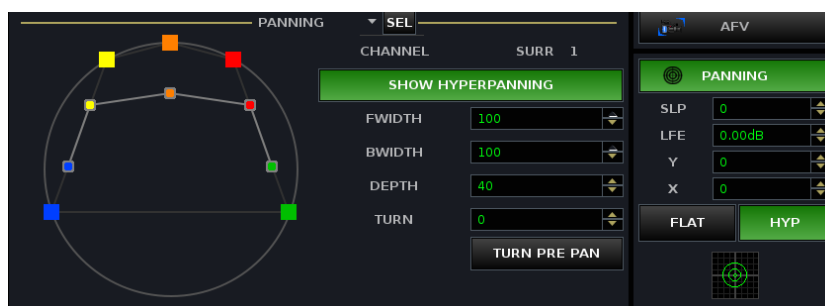 PANNING SEL
CHANNEL SURR 1
SHOW HYPERPANNING
FWIDTH 100
BWIDTH 100
DEPTH 40
TURN 0
TURN PRE PAN
AFV
PANNING
SLP 0
LFE 0.00dB
Y 0
X 0
FLAT HYP